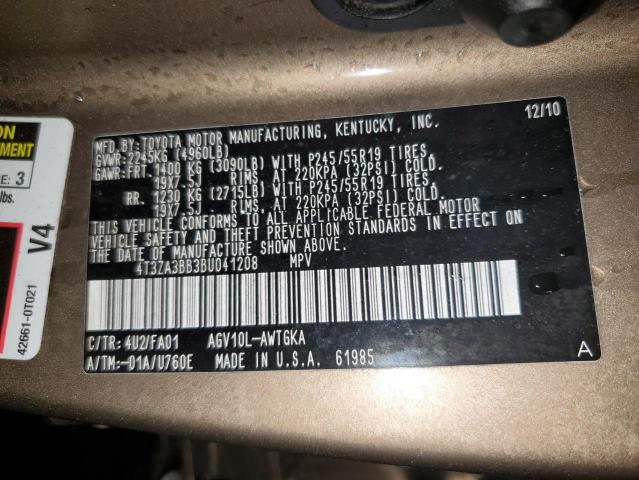 12/10
MFD.BY:TOYOTA MOTOR MANUFACTURING, KENTUCKY, INC.
GVWR:2245KG (4960LB)
GAWR:FRT.1400 KG (3090LB) WITH P245/55R19 TIRES,
19X7.5J RIMS, AT 220KPA (32PSI) COLD.
RR. 1230 KG (2715LB) WITH P245/55R19 TIRES,
19X7.5J RIMS, AT 220KPA (32PSI) COLD
THIS VEHICLE CONFORMS TO ALL APPLICABLE FEDERAL MOTOR
VEHICLE SAFETY AND THEFT PREVENTION STANDARDS IN EFFECT ON
THE DATE OF MANUFACTURE SHOWN ABOVE.
4T3ZA3BB3BU041208 MPV
C/TR: 4U2/FA01 AGV10L-AWTGKA
A/TM:-01A/U760E MADE IN U.S.A. 61985
A
ON
: 3
lbs.
V4
42661-0T021